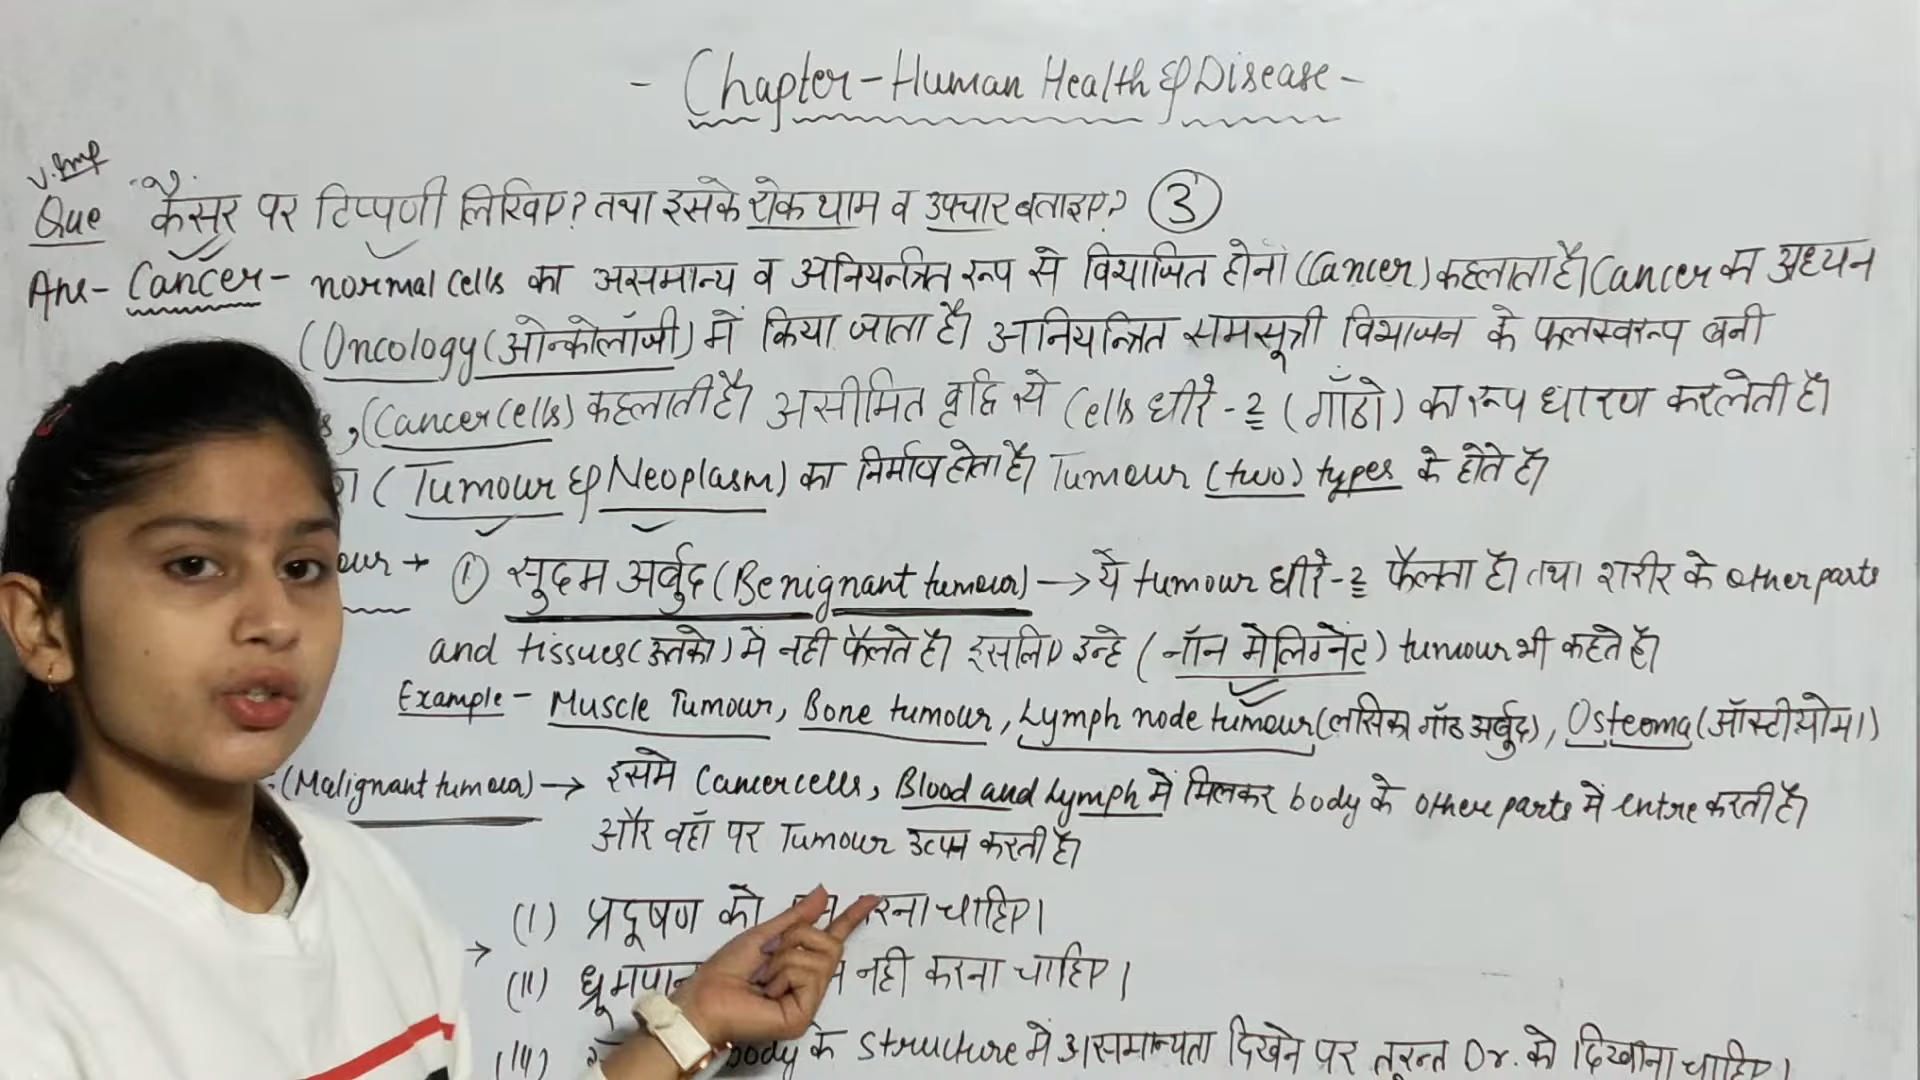 - Chapter - Human Health & Disease -
V. Imp
Que कैंसर पर टिप्पणी लिखिए? तथा इसके रोकथाम व उपचार बताइए? ③
Ans- Cancer - normal cells का असमान्य व अनियन्त्रित रूप से विभाजित होना (Cancer) कहलाता है। Cancer का अध्यन
(Oncology (ओन्कोलॉजी) में किया जाता है। अनियन्त्रित समसूत्री विभाजन के फलस्वरूप बनी
, (Cancer cells) कहलाती है। असीमित वृद्धि से Cells धीरे-2 (गाँठो) का रूप धारण कर लेती है।
(Tumour & Neoplasm) का निर्माण होता है। Tumour (two) types के होते है।
① सुदम अर्बुद (Benignant tumour) → ये tumour धीरे-2 फैलता है। तथा शरीर के other parts
and tissues (ऊतको) में नही फैलते है। इसलिए इन्हे (नॉन मेलिग्नेंट) tumour भी कहते है।
Example - Muscle Tumour, Bone tumour, Lymph node tumour (लसिका गाँठ अर्बुद), Osteoma (ऑस्टीयोमा)
(Malignant tumour) → इसमे Cancer cells, Blood and Lymph में मिलकर body के other parts में entre करती है।
और वहाँ पर Tumour उत्पन्न करती है।
→ (I) प्रदूषण को करना चाहिए।
(II) ध्रूमपान नही करना चाहिए।
(III) body के structure में असमान्यता दिखने पर तुरन्त Dr. को दिखाना चाहिए।